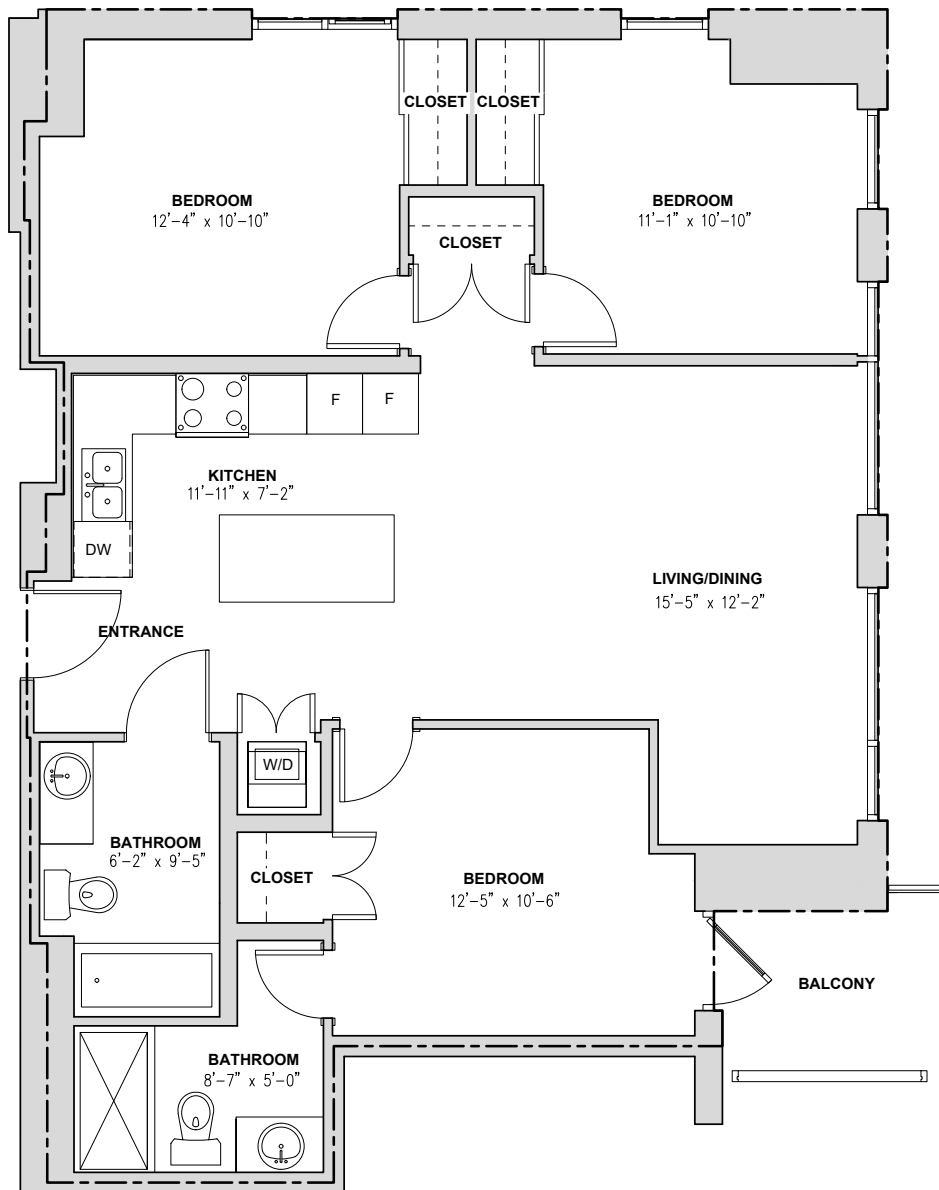 CLOSET
CLOSET
BEDROOM
12'-4" x 10'-10"
BEDROOM
11'-1" x 10'-10"
CLOSET
F
F
KITCHEN
11'-11" x 7'-2"
DW
LIVING/DINING
15'-5" x 12'-2"
ENTRANCE
W/D
BATHROOM
6'-2" x 9'-5"
CLOSET
BEDROOM
12'-5" x 10'-6"
BALCONY
BATHROOM
8'-7" x 5'-0"